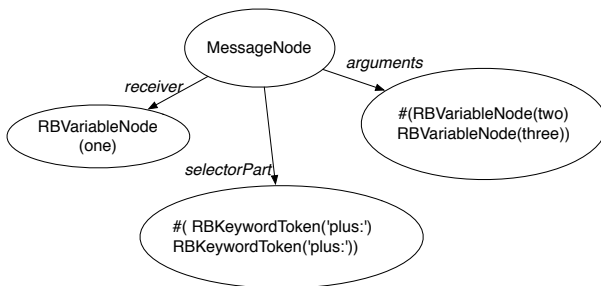 MessageNode
receiver
arguments
RBVariableNode
(one)
#(RBVariableNode(two)
RBVariableNode(three))
selectorPart
#( RBKeywordToken('plus:')
RBKeywordToken('plus:'))